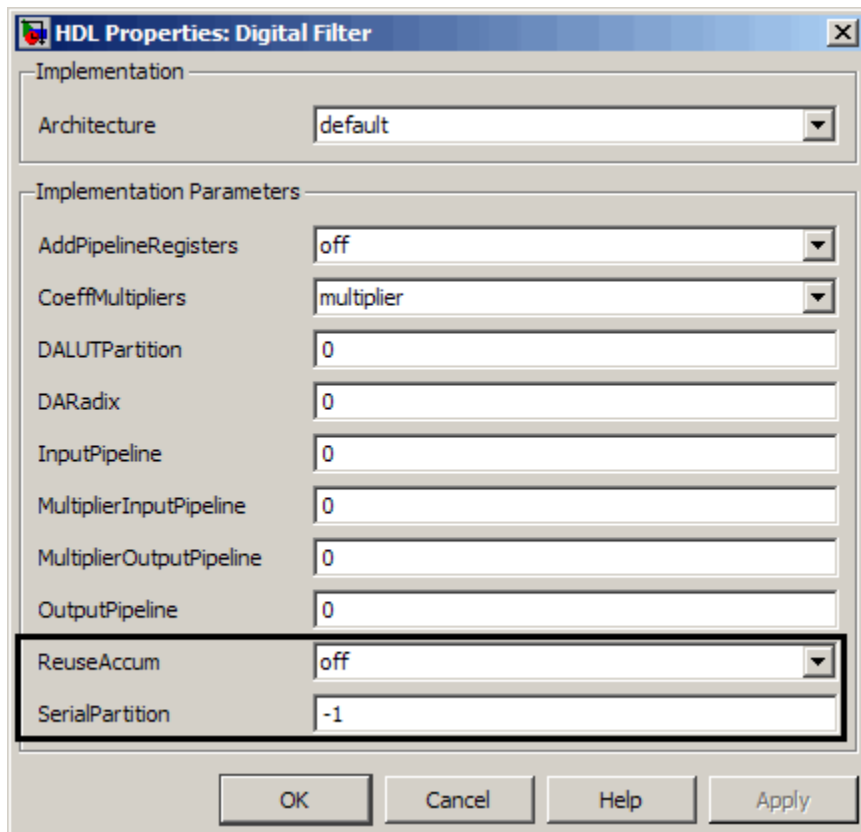 HDL Properties: Digital Filter
Implementation
Architecture default
Implementation Parameters
AddPipelineRegisters off
CoeffMultipliers multiplier
DALUTPartition 0
DARadix 0
InputPipeline 0
MultiplierInputPipeline 0
MultiplierOutputPipeline 0
OutputPipeline 0
ReuseAccum off
SerialPartition -1
OK Cancel Help Apply